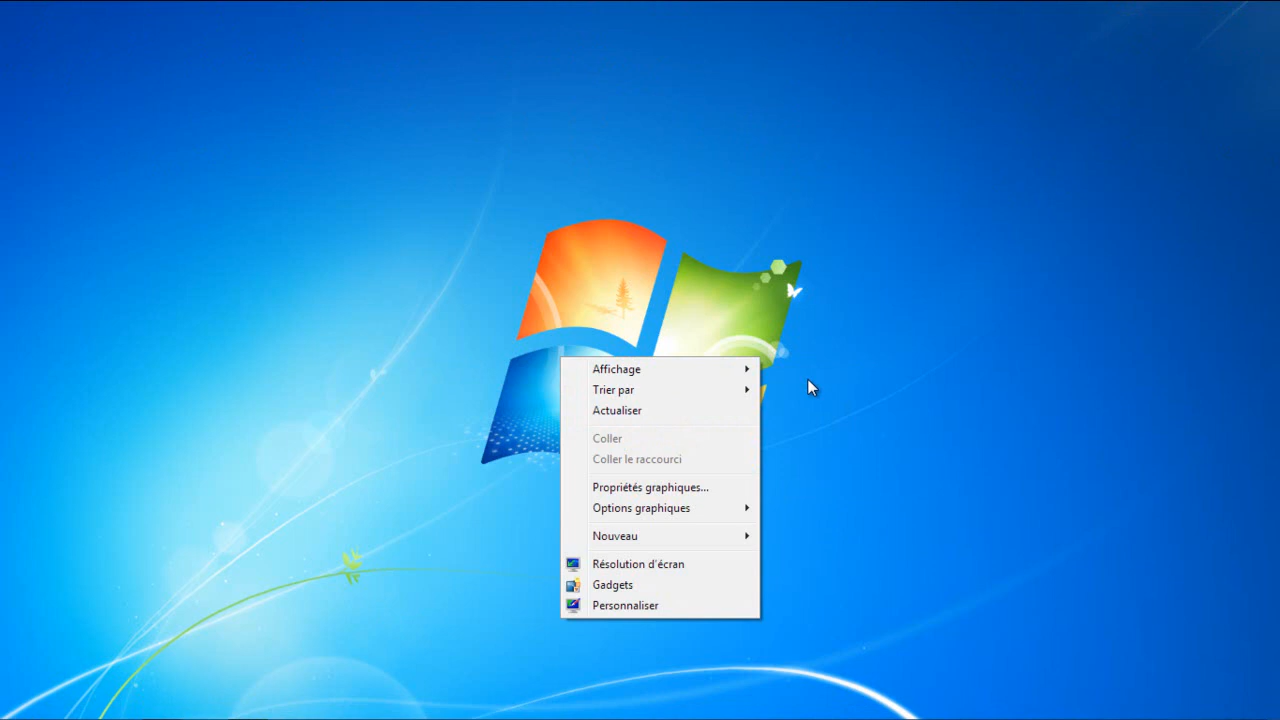 Affichage
Trier par
Actualiser
Coller
Coller le raccourci
Propriétés graphiques...
Options graphiques
Nouveau
Résolution d'écran
Gadgets
Personnaliser